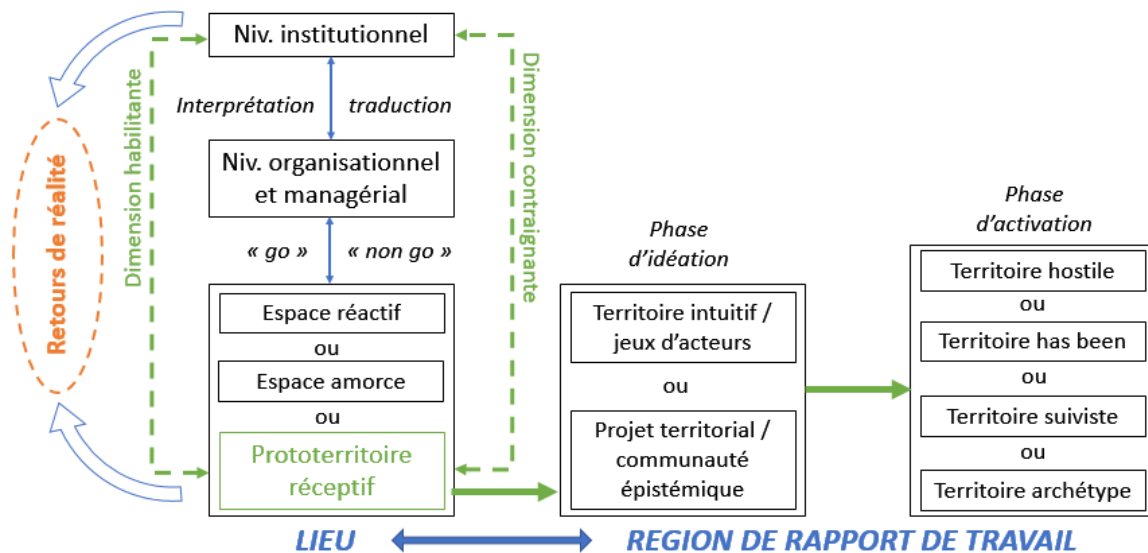 Niv. institutionnel
Interprétation traduction
Niv. organisationnel
et managérial
« go » « non go »
Retours de réalité
Dimension habilitante
Dimension contraignante
Espace réactif
ou
Espace amorce
ou
Prototerritoire
réceptif
Phase
d’idéation
Territoire intuitif /
jeux d’acteurs
ou
Projet territorial /
communauté
épistémique
Phase
d’activation
Territoire hostile
ou
Territoire has been
ou
Territoire suiviste
ou
Territoire archétype
LIEU
REGION DE RAPPORT DE TRAVAIL